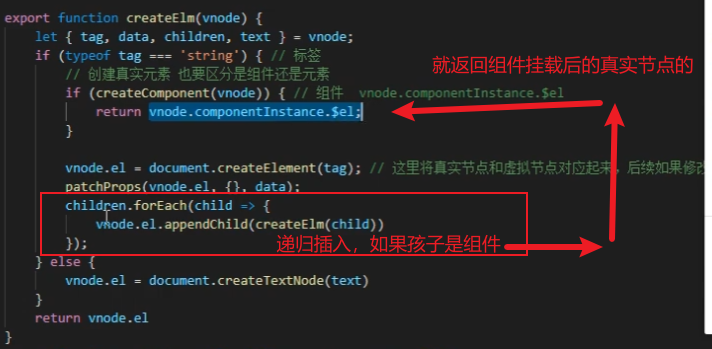 export function createElm(vnode) {
let { tag, data, children, text } = vnode;
if (typeof tag === 'string') { // 标签
// 创建真实元素 也要区分是组件还是元素
就返回组件挂载后的真实节点的
if (createComponent(vnode)) { // 组件 vnode.componentInstance.$el
return vnode.componentInstance.$el;
}
vnode.el = document.createElement(tag); // 这里将真实节点和虚拟节点对应起来，后续如果修改
patchProps(vnode.el, {}, data);
children.forEach(child => {
vnode.el.appendChild(createElm(child))
});
递归插入，如果孩子是组件
} else {
vnode.el = document.createTextNode(text)
}
return vnode.el
}